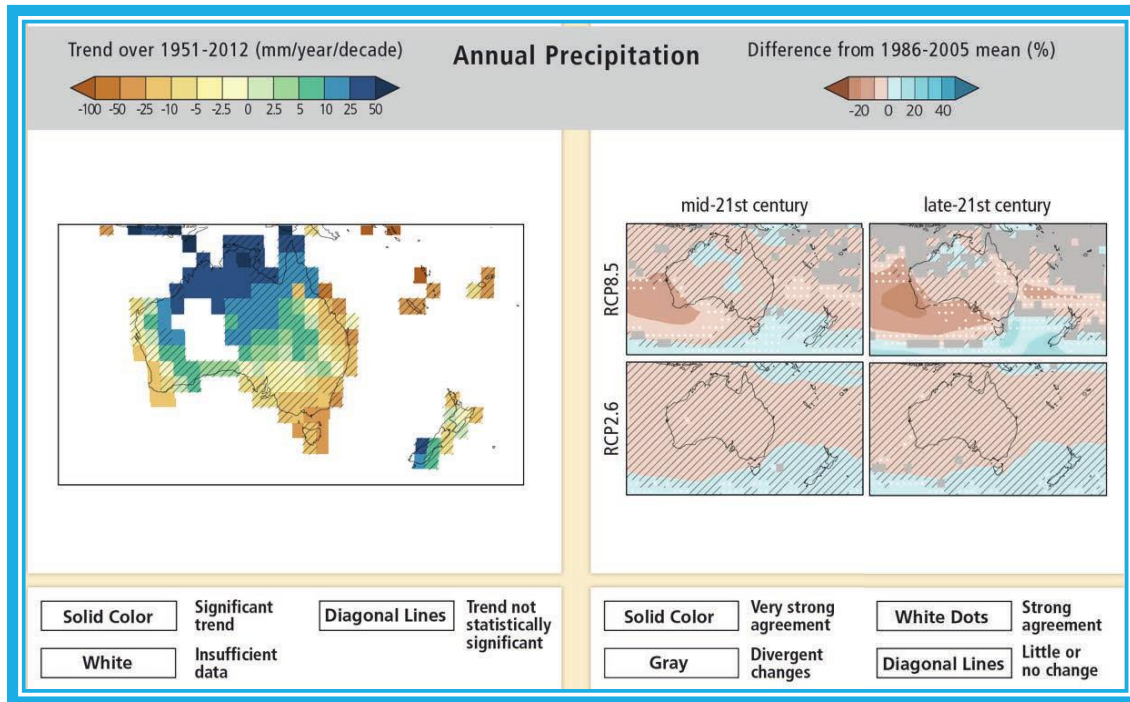 Annual Precipitation
Trend over 1951-2012 (mm/year/decade)
-100 -50 -25 -10 -5 -2.5 0 2.5 5 10 25 50
Difference from 1986-2005 mean (%)
-20 0 20 40
mid-21st century
late-21st century
RCP8.5
RCP2.6
Solid Color
Significant
trend
Diagonal Lines
Trend not
statistically
significant
White
Insufficient
data
Solid Color
Very strong
agreement
White Dots
Strong
agreement
Gray
Divergent
changes
Diagonal Lines
Little or
no change